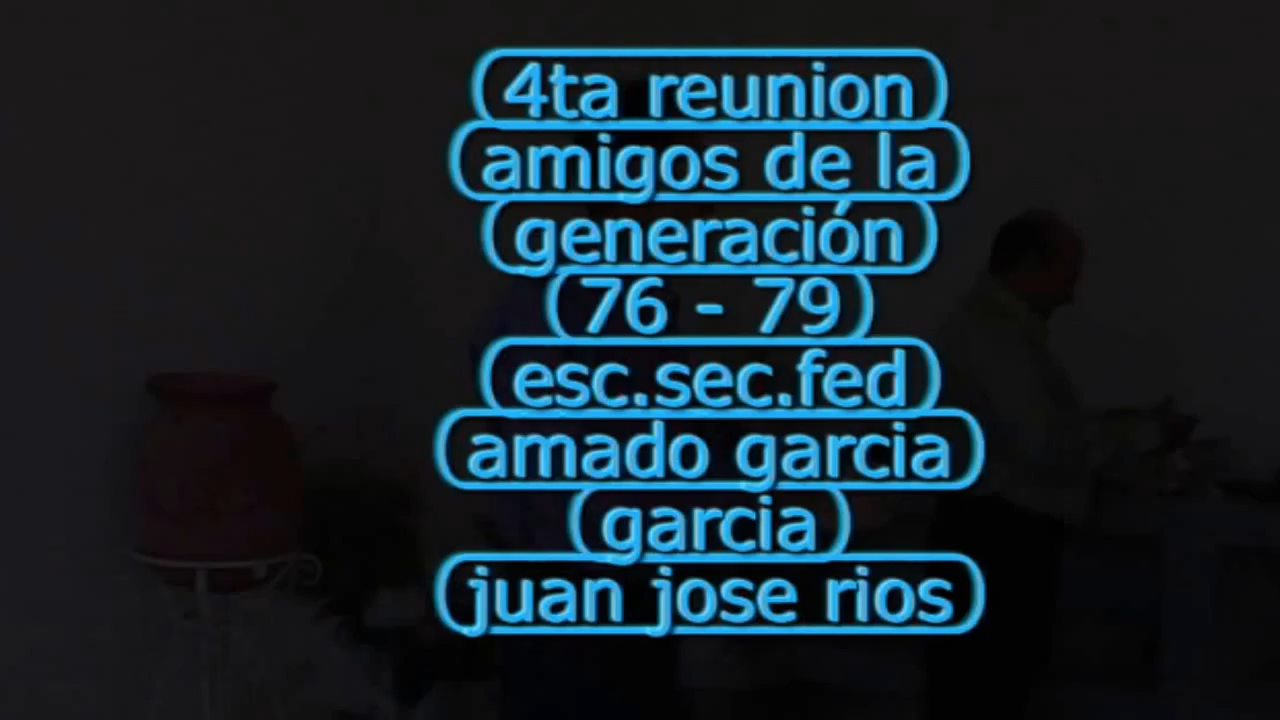 4ta reunion
amigos de la
generación
76 - 79
esc.sec.fed
amado garcia
garcia
juan jose rios